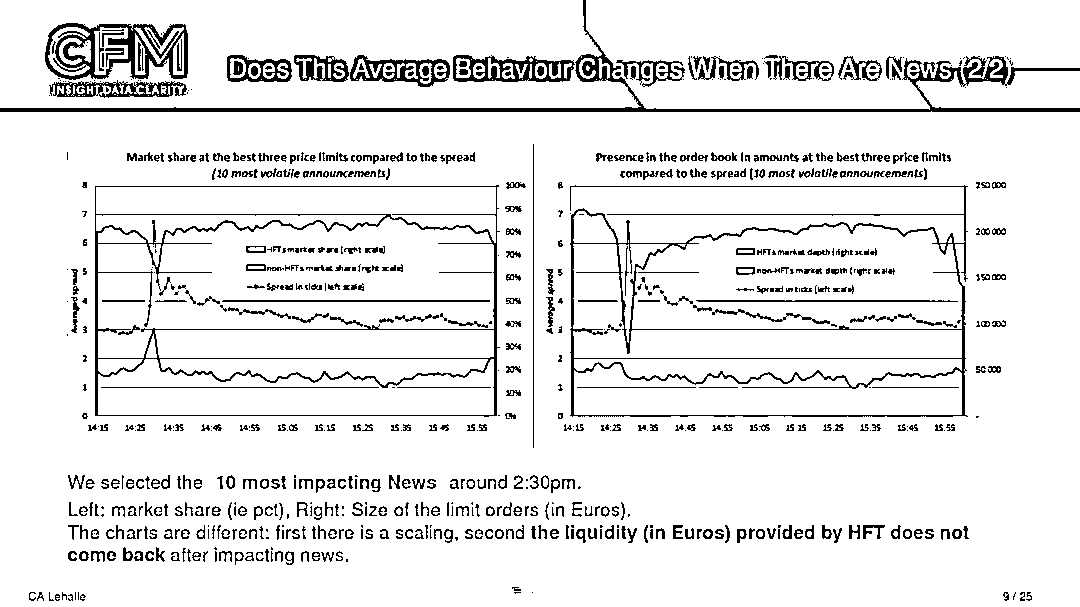 CFM
INSIGHT.DATA.CLARITY.
Does This Average Behaviour Changes When There Are News (2/2)
Market share at the best three price limits compared to the spread
(10 most volatile announcements)
8
7
6
5
4
3
2
1
0
Averaged spread
100%
90%
80%
70%
60%
50%
40%
30%
20%
10%
0%
HFTs market share (right scale)
non-HFTs market share (right scale)
Spread in ticks (left scale)
14:15 14:25 14:35 14:45 14:55 15:05 15:15 15:25 15:35 15:45 15:55
Presence in the order book in amounts at the best three price limits
compared to the spread (10 most volatile announcements)
8
7
6
5
4
3
2
1
0
Averaged spread
250 000
200 000
150 000
100 000
50 000
-
HFTs market depth (right scale)
non-HFTs market depth (right scale)
Spread in ticks (left scale)
14:15 14:25 14:35 14:45 14:55 15:05 15:15 15:25 15:35 15:45 15:55
We selected the 10 most impacting News around 2:30pm.
Left: market share (ie pct), Right: Size of the limit orders (in Euros).
The charts are different: first there is a scaling, second the liquidity (in Euros) provided by HFT does not
come back after impacting news.
CA Lehalle
9 / 25